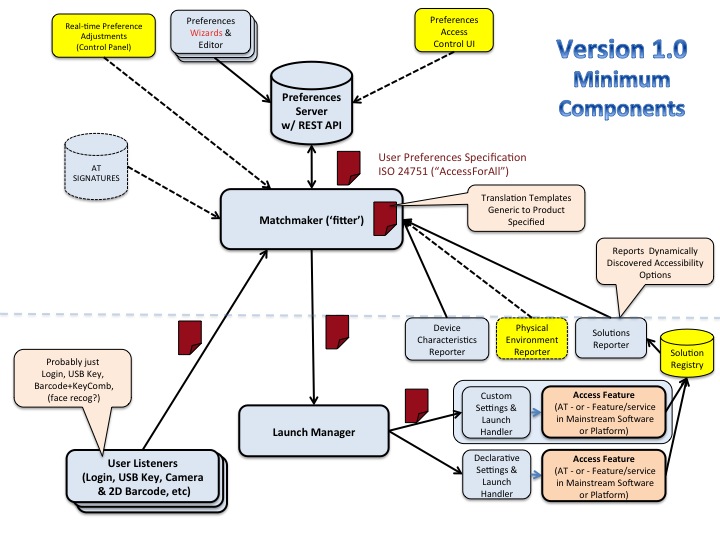 Real-time Preference
Adjustments
(Control Panel)
Preferences
Wizards &
Editor
Preferences
Access
Control UI
Version 1.0
Minimum
Components
Preferences
Server
w/ REST API
AT
SIGNATURES
User Preferences Specification
ISO 24751 ("AccessForAll")
Matchmaker ('fitter')
Translation Templates
Generic to Product
Specified
Reports Dynamically
Discovered Accessibility
Options
Device
Characteristics
Reporter
Physical
Environment
Reporter
Solutions
Reporter
Solution
Registry
Probably just
Login, USB Key,
Barcode+KeyComb,
(face recog?)
Launch Manager
Custom
Settings &
Launch
Handler
Access Feature
(AT - or - Feature/service
in Mainstream Software
or Platform)
Declarative
Settings &
Launch
Handler
Access Feature
(AT - or - Feature/service
in Mainstream Software
or Platform)
User Listeners
(Login, USB Key, Camera
& 2D Barcode, etc)